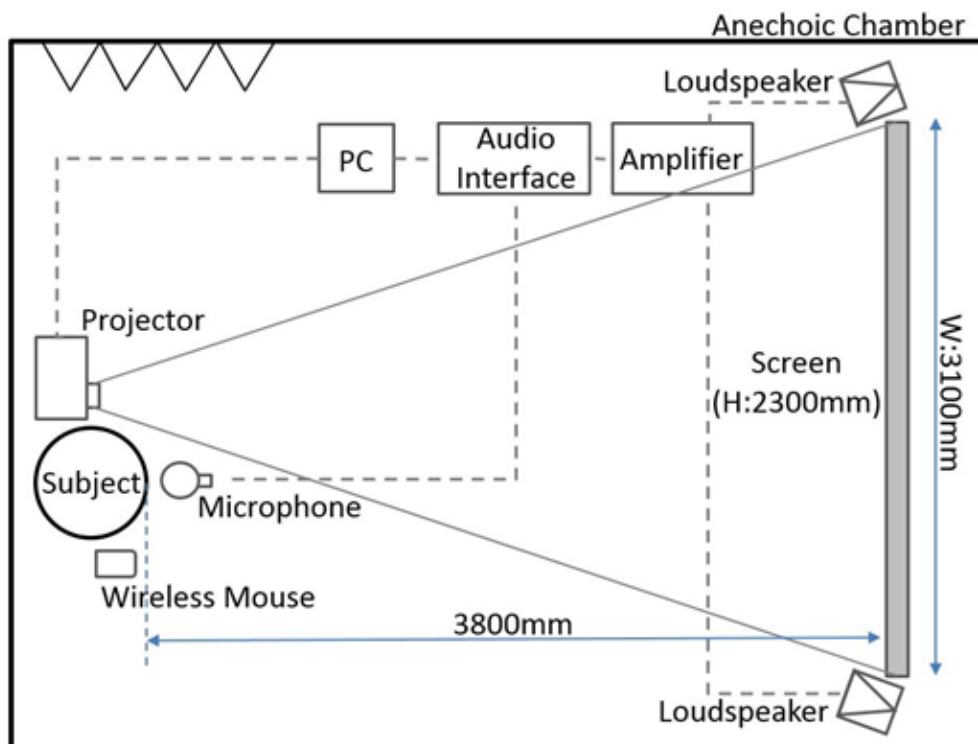 Anechoic Chamber
Loudspeaker
PC
Audio
Interface
Amplifier
Projector
Screen
(H:2300mm)
W:3100mm
Subject
Microphone
Wireless Mouse
3800mm
Loudspeaker